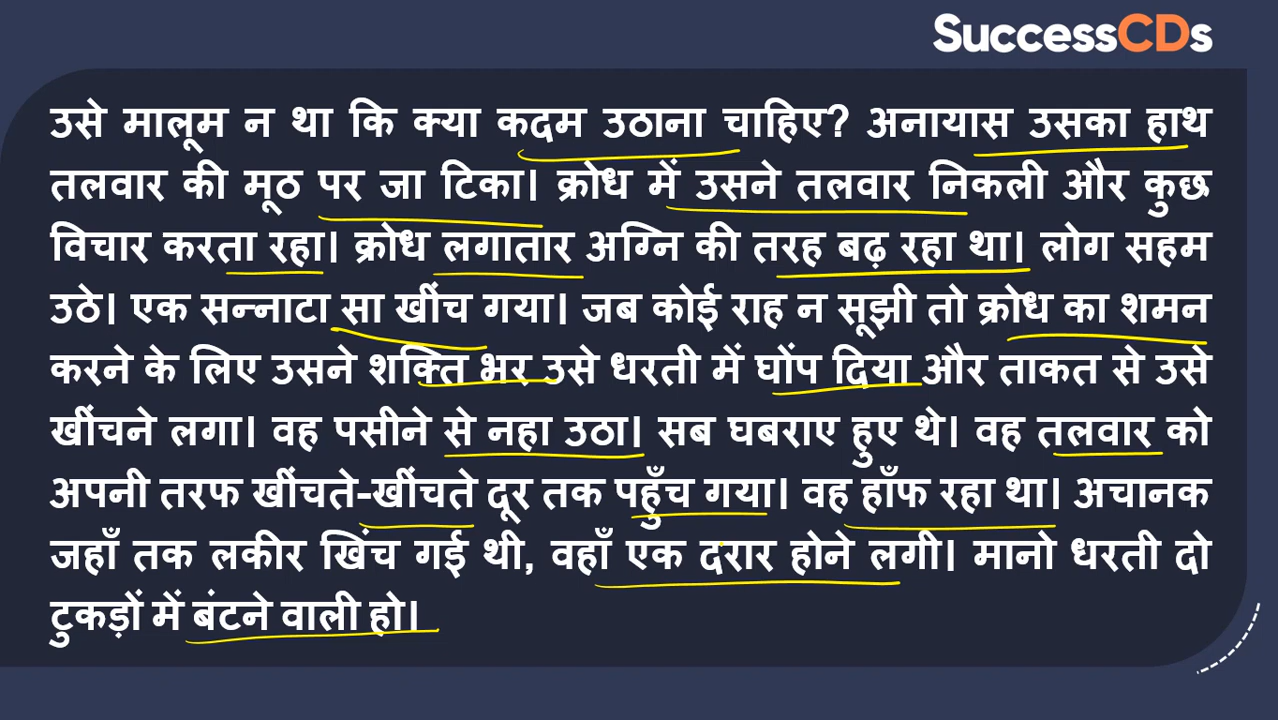 SuccessCDs
उसे मालूम न था कि क्या कदम उठाना चाहिए? अनायास उसका हाथ
तलवार की मूठ पर जा टिका। क्रोध में उसने तलवार निकली और कुछ
विचार करता रहा। क्रोध लगातार अग्नि की तरह बढ़ रहा था। लोग सहम
उठे। एक सन्नाटा सा खींच गया। जब कोई राह न सूझी तो क्रोध का शमन
करने के लिए उसने शक्ति भर उसे धरती में घोंप दिया और ताकत से उसे
खींचने लगा। वह पसीने से नहा उठा। सब घबराए हुए थे। वह तलवार को
अपनी तरफ खींचते-खींचते दूर तक पहुँच गया। वह हाँफ रहा था। अचानक
जहाँ तक लकीर खिंच गई थी, वहाँ एक दरार होने लगी। मानो धरती दो
टुकड़ों में बंटने वाली हो।